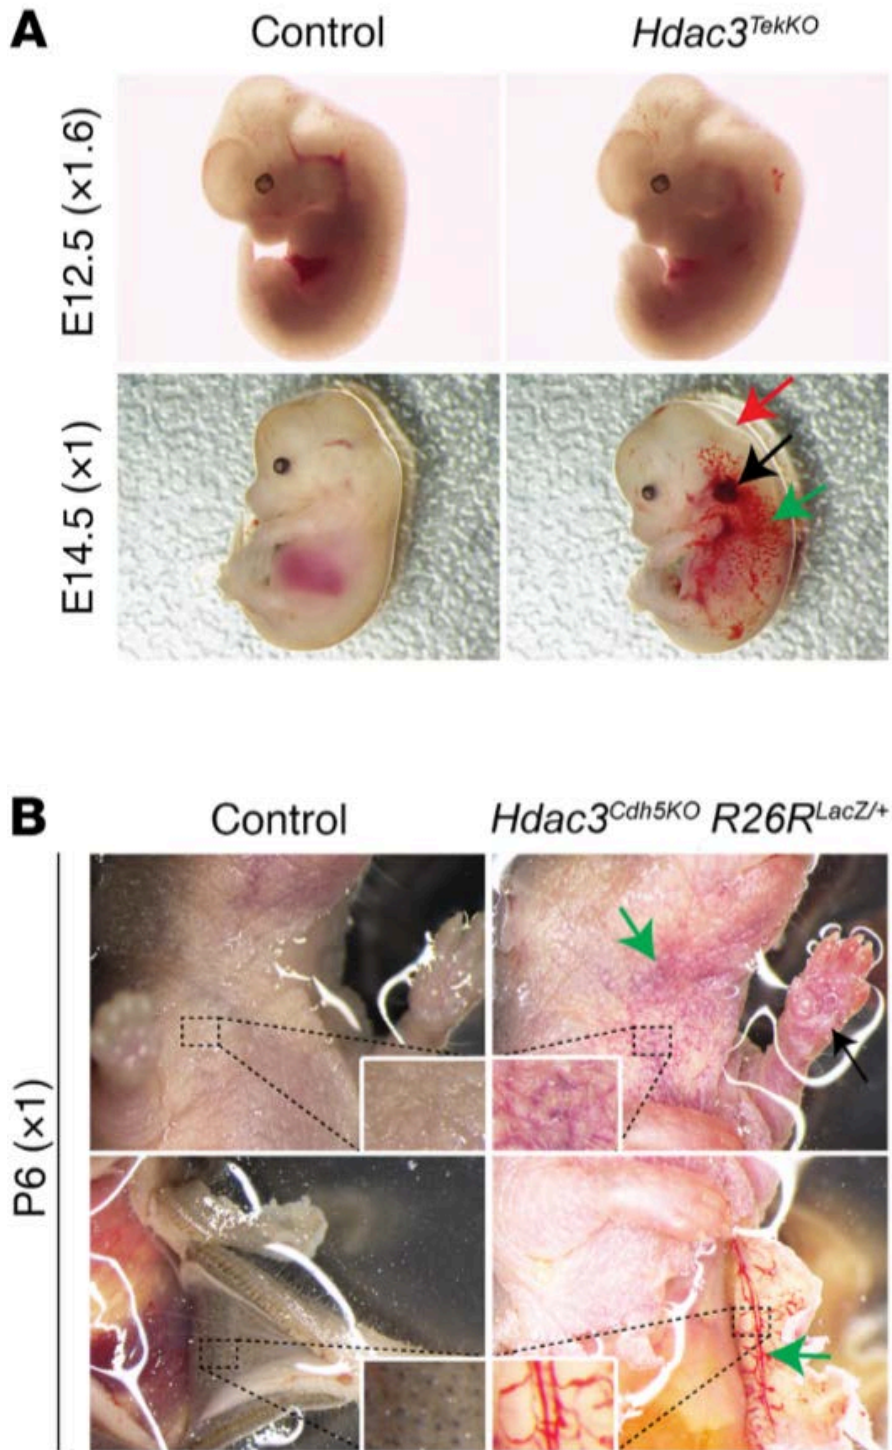 A
Control
Hdac3TekKO
E12.5 (×1.6)
E14.5 (×1)
B
Control
Hdac3Cdh5KO R26RLacZ/+
P6 (×1)